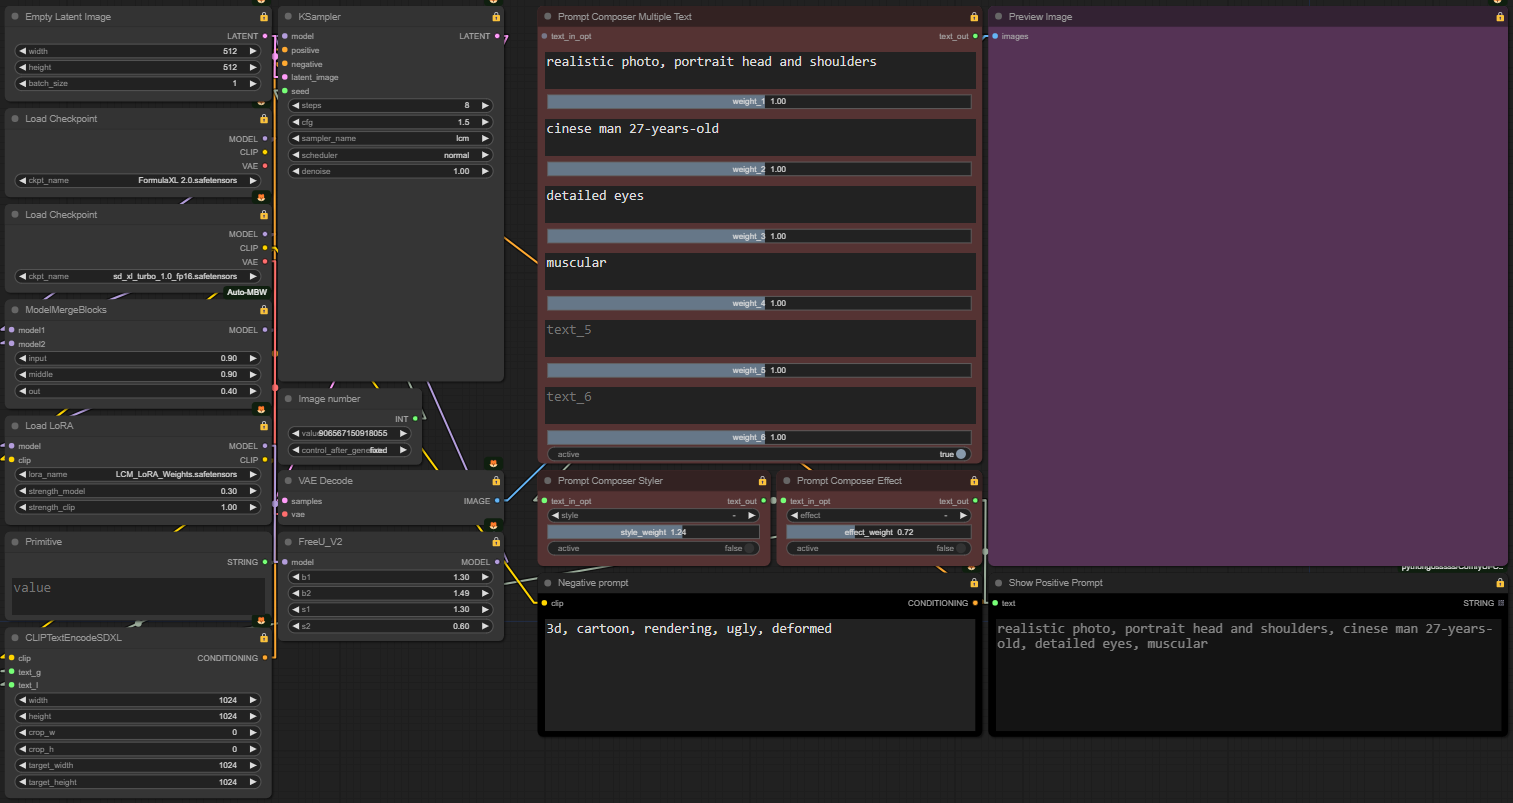 Empty Latent Image
LATENT
width 512
height 512
batch_size 1
Load Checkpoint
MODEL
CLIP
VAE
ckpt_name FormulaXL 2.0.safetensors
Load Checkpoint
MODEL
CLIP
VAE
ckpt_name sd_xl_turbo_1.0_fp16.safetensors
Auto-MBW
ModelMergeBlocks
model1 MODEL
model2
input 0.90
middle 0.90
out 0.40
Load LoRA
model MODEL
clip CLIP
lora_name LCM_LoRA_Weights.safetensors
strength_model 0.30
strength_clip 1.00
Primitive
STRING
value
CLIPTextEncodeSDXL
clip CONDITIONING
text_g
text_l
width 1024
height 1024
crop_w 0
crop_h 0
target_width 1024
target_height 1024
KSampler
model LATENT
positive
negative
latent_image
seed
steps 8
cfg 1.5
sampler_name lcm
scheduler normal
denoise 1.00
Image number
INT
906567150918055
fixed
VAE Decode
samples IMAGE
vae
FreeU_V2
model MODEL
b1 1.30
b2 1.49
s1 1.30
s2 0.60
Prompt Composer Multiple Text
text_in_opt text_out
realistic photo, portrait head and shoulders
weight_1 1.00
cinese man 27-years-old
weight_2 1.00
detailed eyes
weight_3 1.00
muscular
weight_4 1.00
text_5
weight_5 1.00
text_6
weight_6 1.00
active true
Prompt Composer Styler
text_in_opt text_out
style -
style_weight 1.24
active false
Prompt Composer Effect
text_in_opt text_out
effect -
effect_weight 0.72
active false
Negative prompt
clip CONDITIONING
3d, cartoon, rendering, ugly, deformed
Preview Image
images
Show Positive Prompt
text STRING
realistic photo, portrait head and shoulders, cinese man 27-years-
old, detailed eyes, muscular